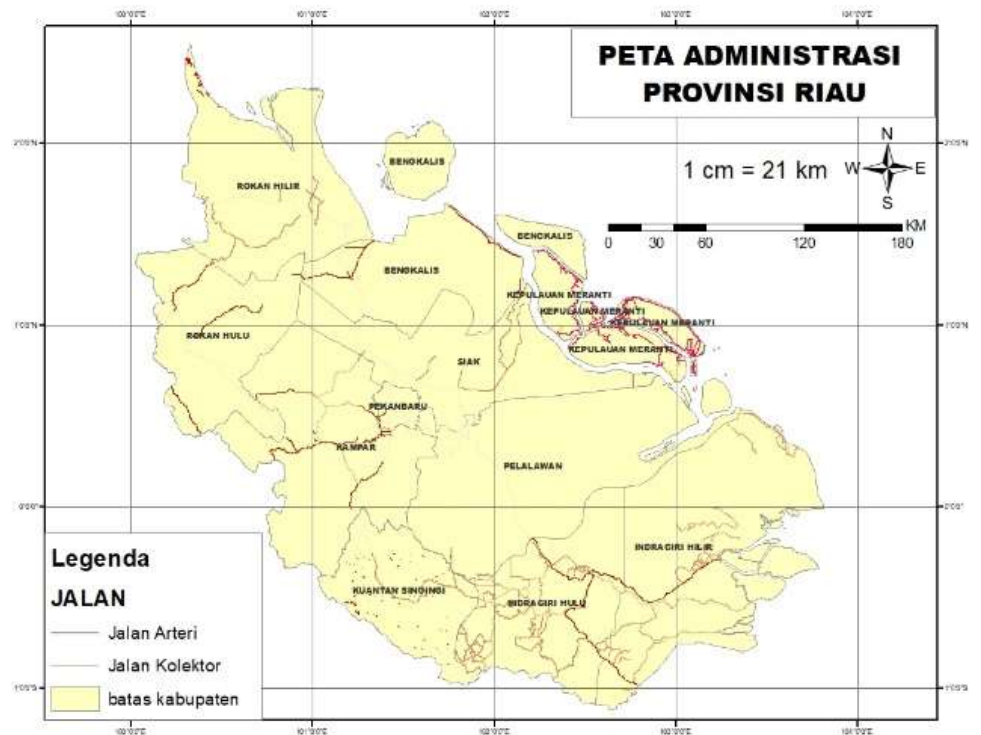 PETA ADMINISTRASI
PROVINSI RIAU
1 cm = 21 km
N
W E
S
KM
0 30 60 120 180
BENGKALIS
ROKAN HILIR
BENGKALIS
BENGKALIS
KEPULAUAN MERANTI
KEPULAUAN MERANTI
KEPULAUAN MERANTI
ROKAN HULU
KEPULAUAN MERANTI
SIAK
PEKANBARU
KAMPAR
PELALAWAN
INDRAGIRI HILIR
KUANTAN SINGINGI
INDRAGIRI HULU
Legenda
JALAN
Jalan Arteri
Jalan Kolektor
batas kabupaten